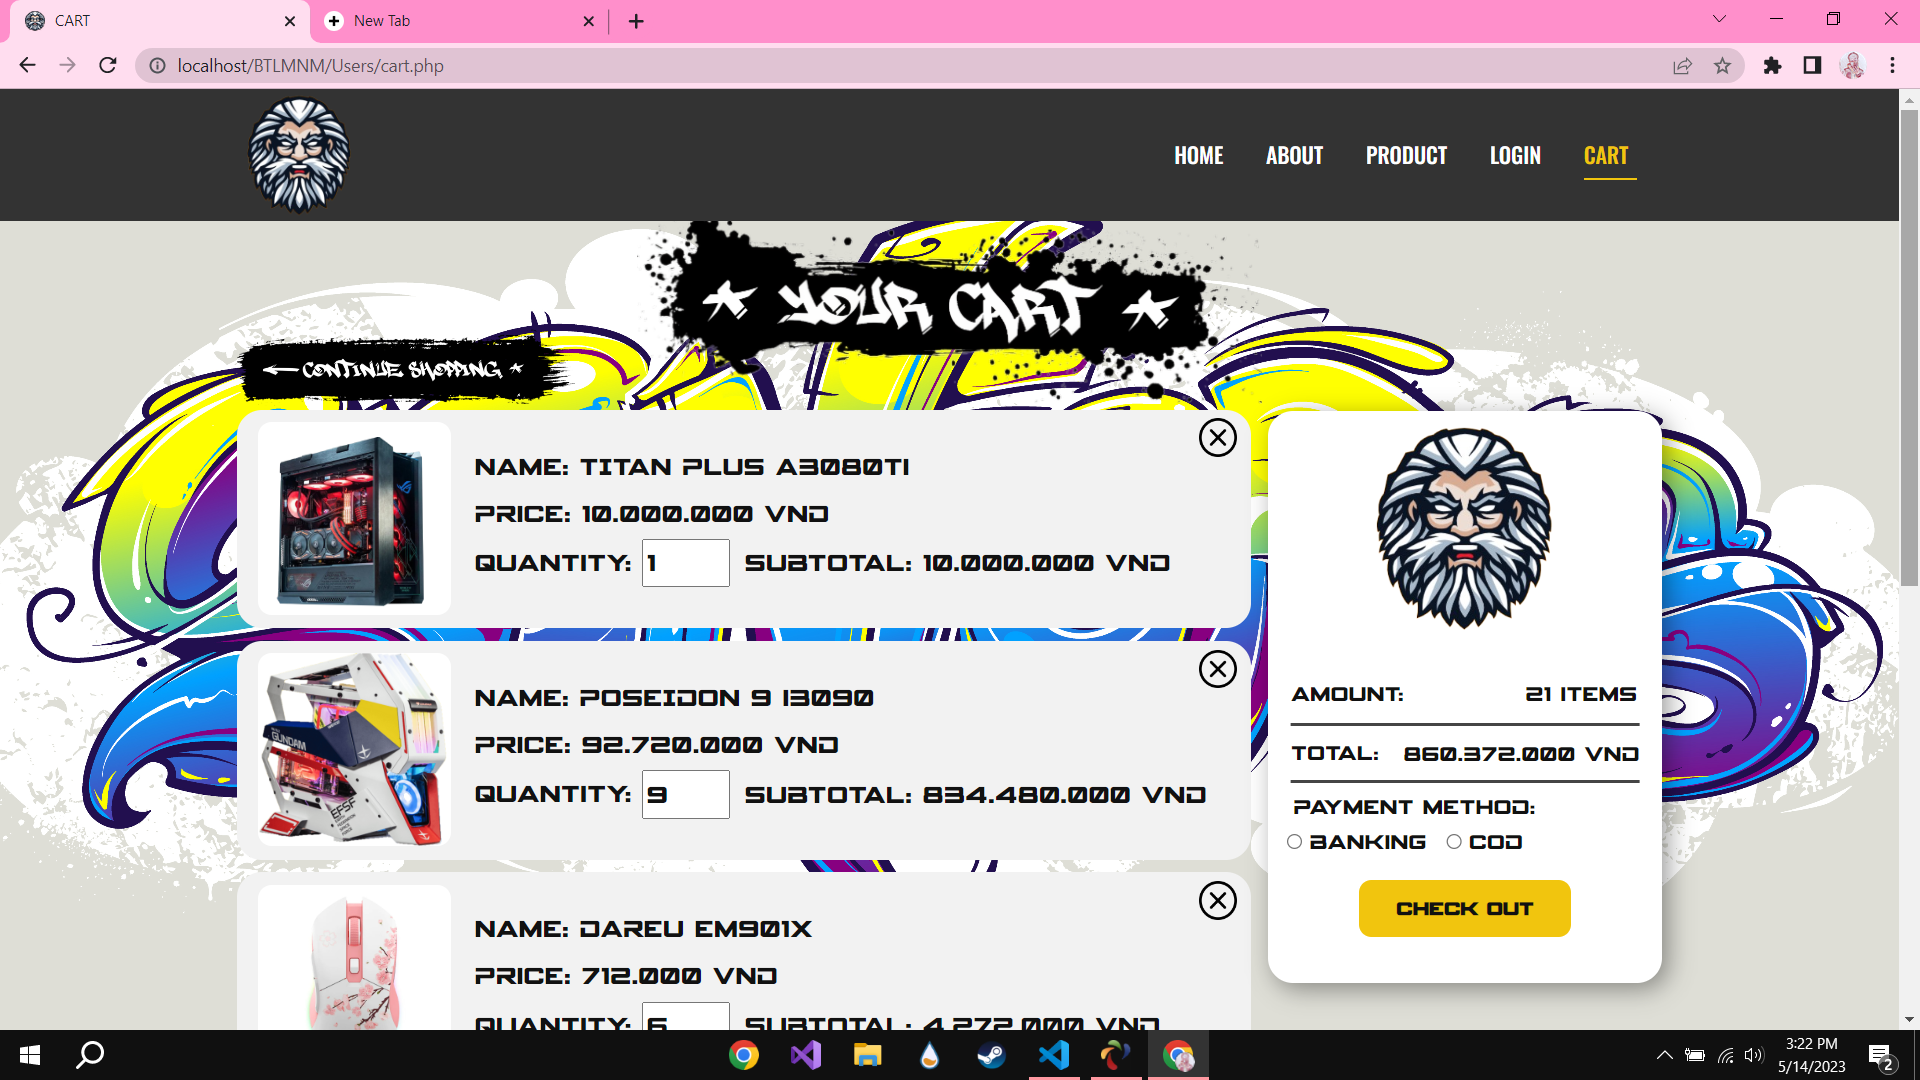 CART
New Tab
localhost/BTLMNM/Users/cart.php
HOME ABOUT PRODUCT LOGIN CART
* YOUR CART *
CONTINUE SHOPPING *
NAME: TITAN PLUS A3080TI
PRICE: 10.000.000 VND
QUANTITY: 1 SUBTOTAL: 10.000.000 VND
GUNDAM
EFSF
NAME: POSEIDON 9 I3090
PRICE: 92.720.000 VND
QUANTITY: 9 SUBTOTAL: 834.480.000 VND
NAME: DAREU EM901X
PRICE: 712.000 VND
QUANTITY: 6 SUBTOTAL: 4.272.000 VND
AMOUNT: 21 ITEMS
TOTAL: 860.372.000 VND
PAYMENT METHOD:
BANKING COD
CHECK OUT
3:22 PM
5/14/2023
2